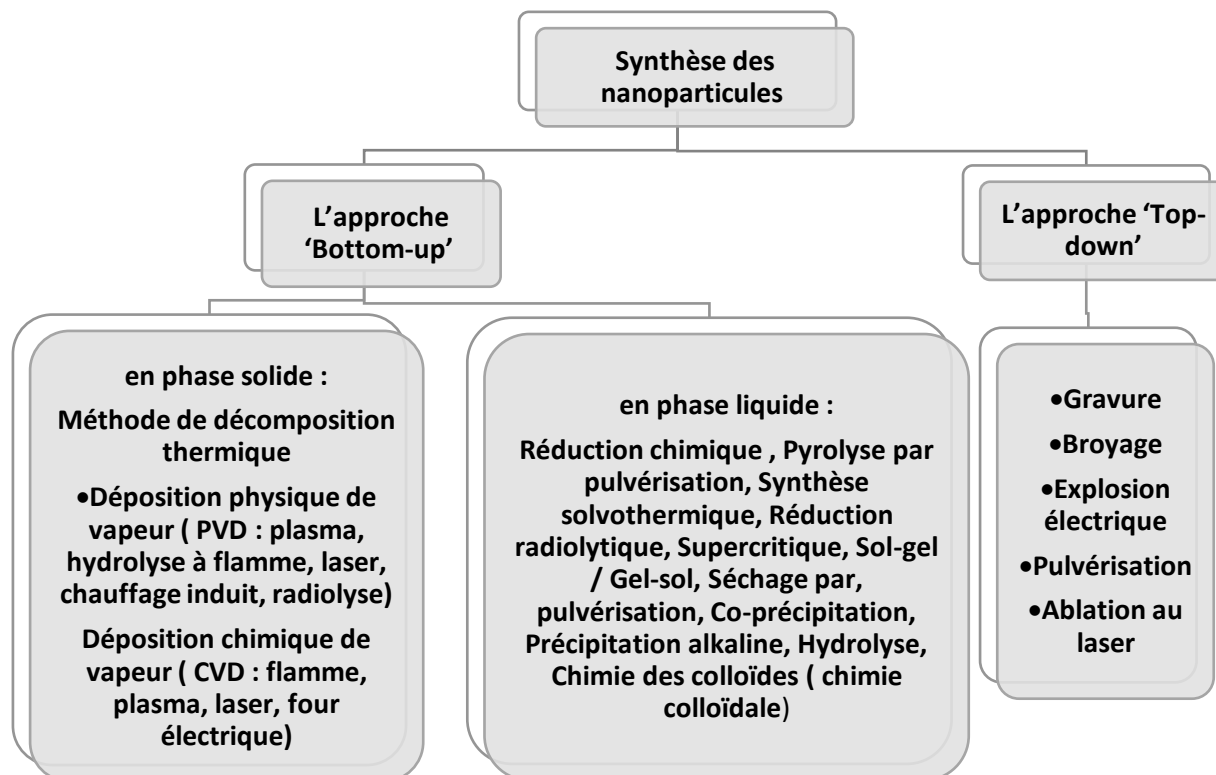 Synthèse des
nanoparticules
L’approche
‘Bottom-up’
L’approche ‘Top-
down’
en phase solide :
Méthode de décomposition
thermique
•Déposition physique de
vapeur ( PVD : plasma,
hydrolyse à flamme, laser,
chauffage induit, radiolyse)
Déposition chimique de
vapeur ( CVD : flamme,
plasma, laser, four
électrique)
en phase liquide :
Réduction chimique , Pyrolyse par
pulvérisation, Synthèse
solvothermique, Réduction
radiolytique, Supercritique, Sol-gel
/ Gel-sol, Séchage par,
pulvérisation, Co-précipitation,
Précipitation alkaline, Hydrolyse,
Chimie des colloïdes ( chimie
colloïdale)
•Gravure
•Broyage
•Explosion
électrique
•Pulvérisation
•Ablation au
laser